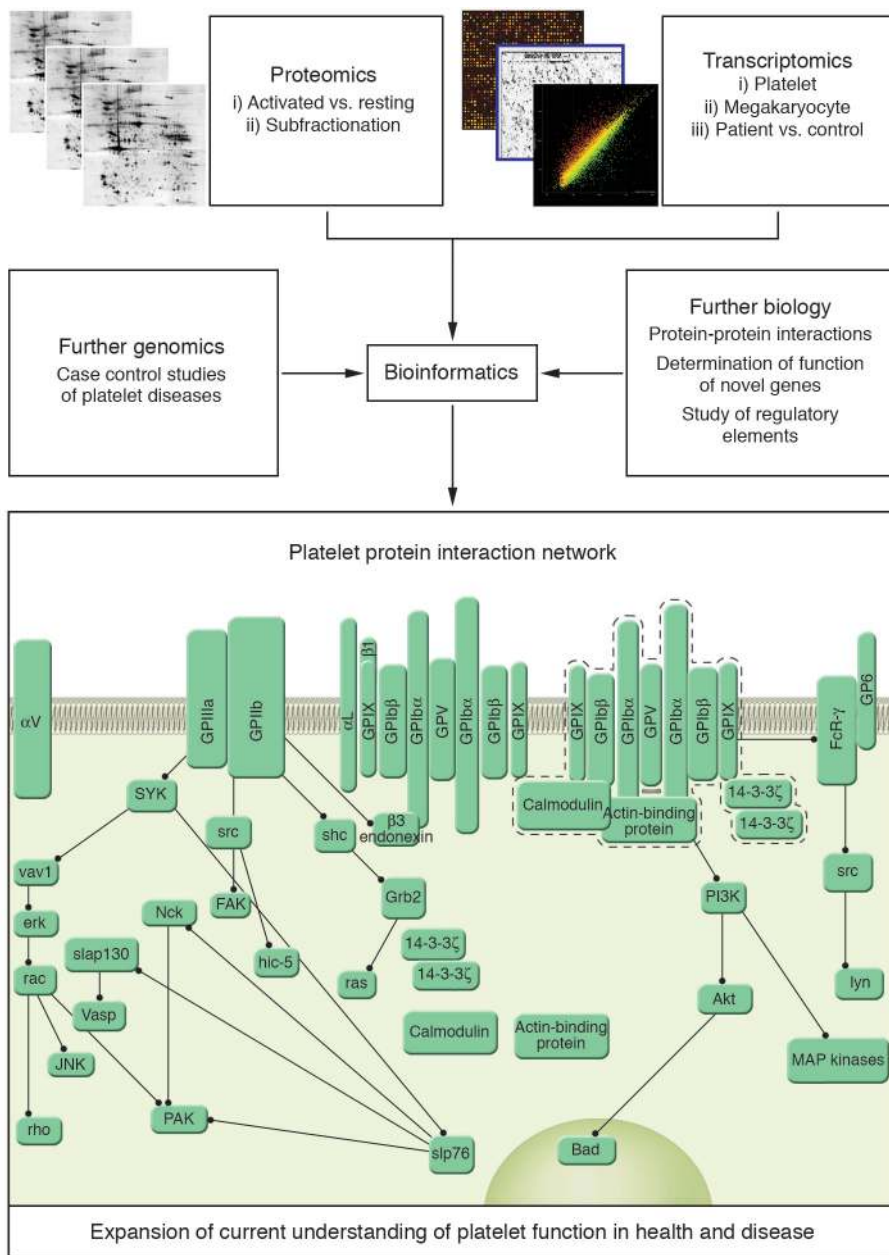 Proteomics
i) Activated vs. resting
ii) Subfractionation
Transcriptomics
i) Platelet
ii) Megakaryocyte
iii) Patient vs. control
Further genomics
Case control studies
of platelet diseases
Bioinformatics
Further biology
Protein-protein interactions
Determination of function
of novel genes
Study of regulatory
elements
Platelet protein interaction network
αV
GPIIIa
GPIIb
αL
GPIX
β1
GPIbβ
GPIbα
GPV
GPIbα
GPIbβ
GPIX
GPIX
GPIbβ
GPIbα
GPV
GPIbα
GPIbβ
GPIX
FcR-γ
GP6
SYK
src
shc
β3
endonexin
Calmodulin
Actin-binding
protein
14-3-3ζ
14-3-3ζ
vav1
FAK
Grb2
PI3K
src
erk
Nck
slap130
hic-5
14-3-3ζ
14-3-3ζ
rac
ras
Akt
lyn
Vasp
Calmodulin
Actin-binding
protein
JNK
MAP kinases
rho
PAK
slp76
Bad
Expansion of current understanding of platelet function in health and disease